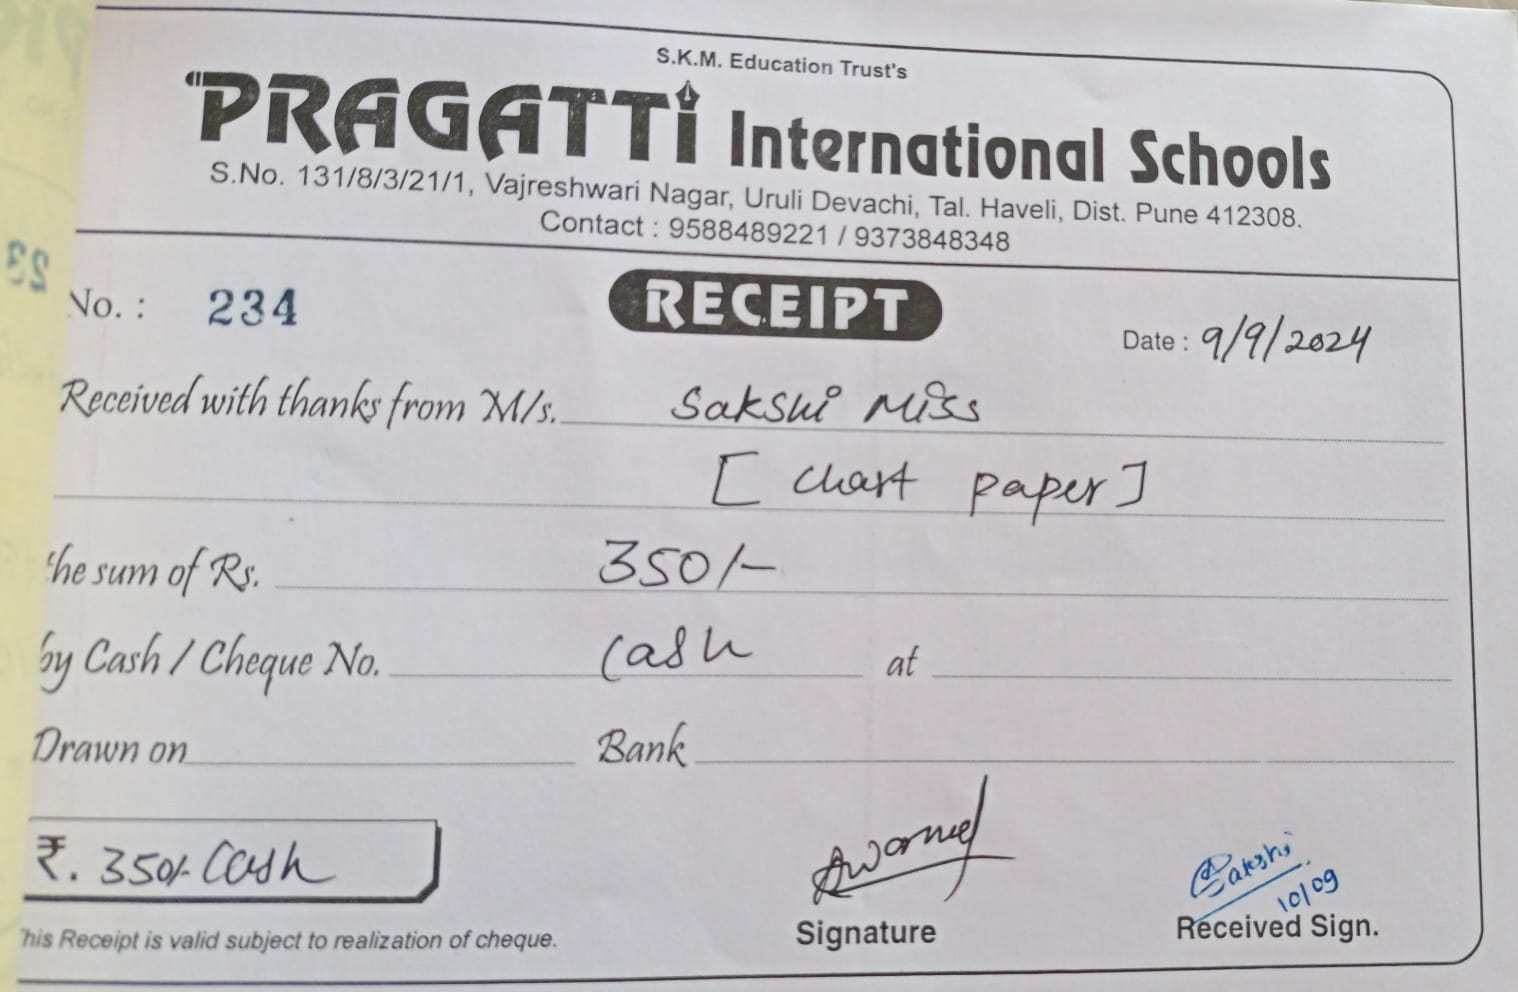 S.K.M. Education Trust's
PRAGATTi International Schools
S.No. 131/8/3/21/1, Vajreshwari Nagar, Uruli Devachi, Tal. Haveli, Dist. Pune 412308.
Contact : 9588489221 / 9373848348
No. : 234
RECEIPT
Date : 9/9/2024
Received with thanks from M/s. Sakshi Miss
[ Chart paper ]
the sum of Rs. 350/-
by Cash / Cheque No. Cash at
Drawn on Bank
₹. 350/- Cash
Sakshi
10/09
Signature Received Sign.
This Receipt is valid subject to realization of cheque.